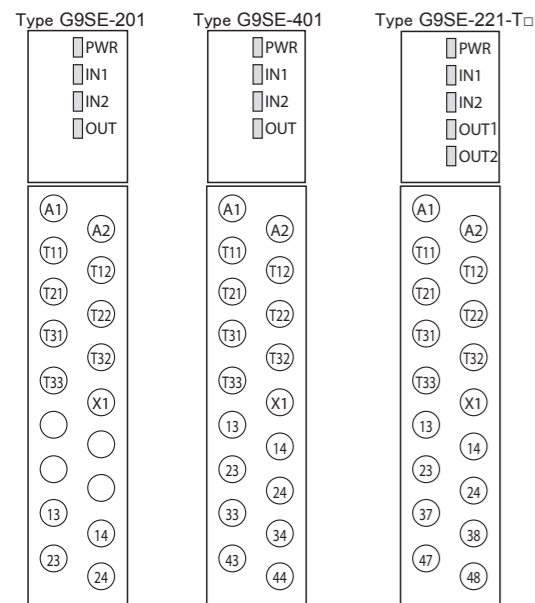 Type G9SE-201
PWR
IN1
IN2
OUT
A1
A2
T11
T12
T21
T22
T31
T32
T33
X1
13
14
23
24
Type G9SE-401
PWR
IN1
IN2
OUT
A1
A2
T11
T12
T21
T22
T31
T32
T33
X1
13
14
23
24
33
34
43
44
Type G9SE-221-T□
PWR
IN1
IN2
OUT1
OUT2
A1
A2
T11
T12
T21
T22
T31
T32
T33
X1
13
14
23
24
37
38
47
48